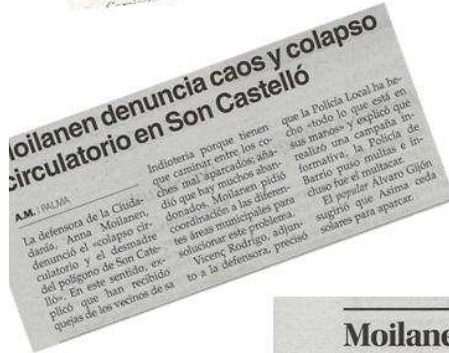 Moilanen denuncia caos y colapso
circulatorio en Son Castelló
A.M. | PALMA
La defensora de la Ciuda-
danía, Anna Moilanen,
denunció el «colapso cir-
culatorio y el desmadre
del polígono de Son Caste-
lló». En este sentido, ex-
plicó que han recibido
quejas de los vecinos de sa
Indioteria porque tienen
que caminar entre los co-
ches mal aparcados, aña-
dió que hay muchos aban-
donados. Moilanen pidió
coordinación a las diferen-
tes áreas municipales para
solucionar este problema.
Vicenç Rodrigo, adjun-
to a la defensora, precisó
que la Policía Local ha he-
cho «todo lo que está en
sus manos» y explicó que
realizó una campaña in-
formativa, la Policía de
Barrio puso multas e in-
cluso fue el multacar.
El popular Álvaro Gijón
sugirió que Asima ceda
solares para aparcar.
Moilane